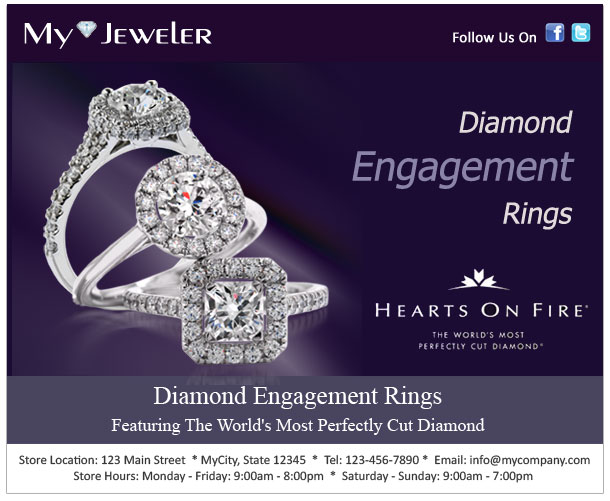 My Jeweler
Follow Us On
Diamond
Engagement
Rings
HEARTS ON FIRE®
THE WORLD'S MOST
PERFECTLY CUT DIAMOND®
Diamond Engagement Rings
Featuring The World's Most Perfectly Cut Diamond
Store Location: 123 Main Street * MyCity, State 12345 * Tel: 123-456-7890 * Email: info@mycompany.com
Store Hours: Monday - Friday: 9:00am - 8:00pm * Saturday - Sunday: 9:00am - 7:00pm